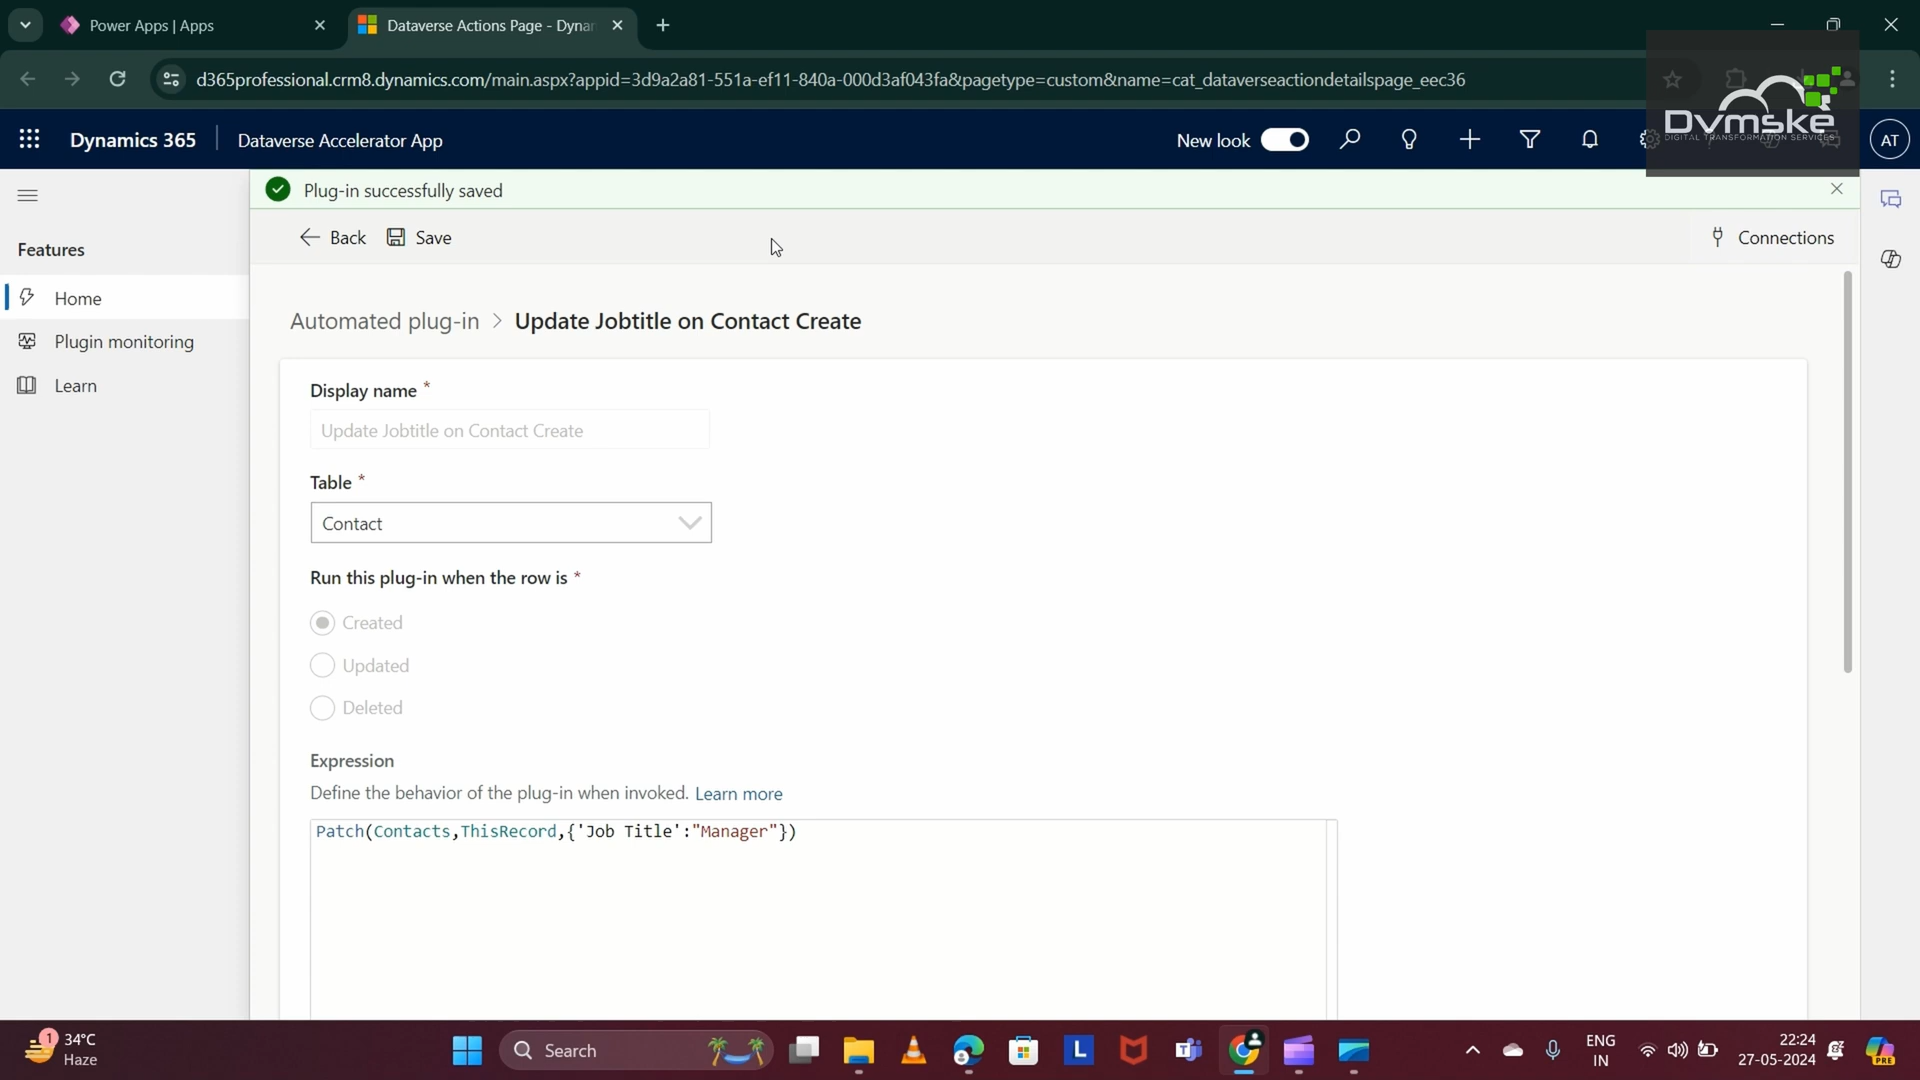 Power Apps | Apps
Dataverse Actions Page - Dyna
d365professional.crm8.dynamics.com/main.aspx?appid=3d9a2a81-551a-ef11-840a-000d3af043fa&pagetype=custom&name=cat_dataverseactiondetailspage_eec36
Dynamics 365
Dataverse Accelerator App
New look
Dvmske
DIGITAL TRANSFORMATION SERVICES
AT
Plug-in successfully saved
Back
Save
Connections
Features
Home
Plugin monitoring
Learn
Automated plug-in > Update Jobtitle on Contact Create
Display name *
Update Jobtitle on Contact Create
Table *
Contact
Run this plug-in when the row is *
Created
Updated
Deleted
Expression
Define the behavior of the plug-in when invoked. Learn more
Patch(Contacts,ThisRecord,{'Job Title':"Manager"})
1
34°C
Haze
Search
L
T
ENG
IN
22:24
27-05-2024
PRE